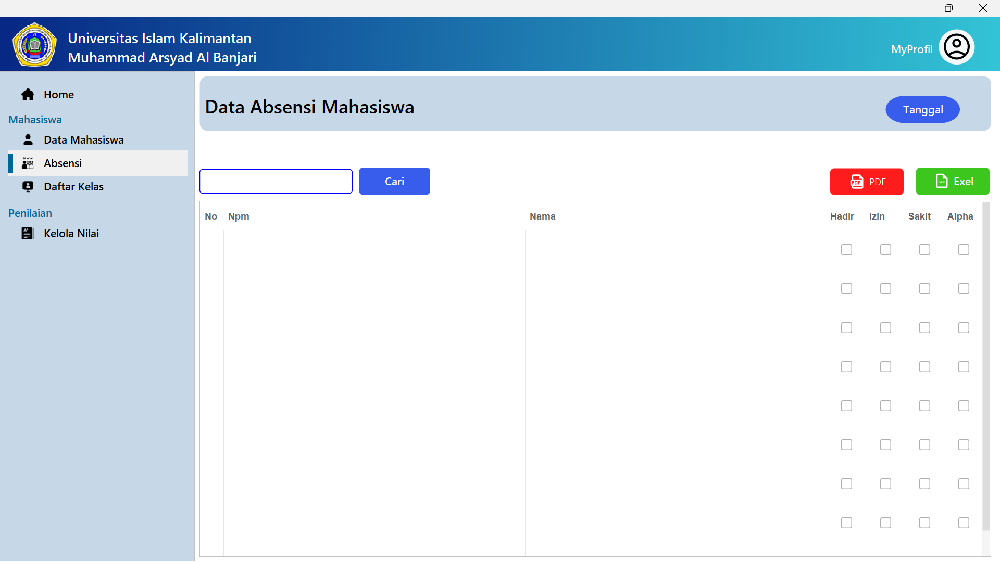 Universitas Islam Kalimantan
Muhammad Arsyad Al Banjari
MyProfil
Home
Mahasiswa
Data Mahasiswa
Absensi
Daftar Kelas
Penilaian
Kelola Nilai
Data Absensi Mahasiswa
Tanggal
Cari
PDF
PDF
Exel
No Npm Nama Hadir Izin Sakit Alpha